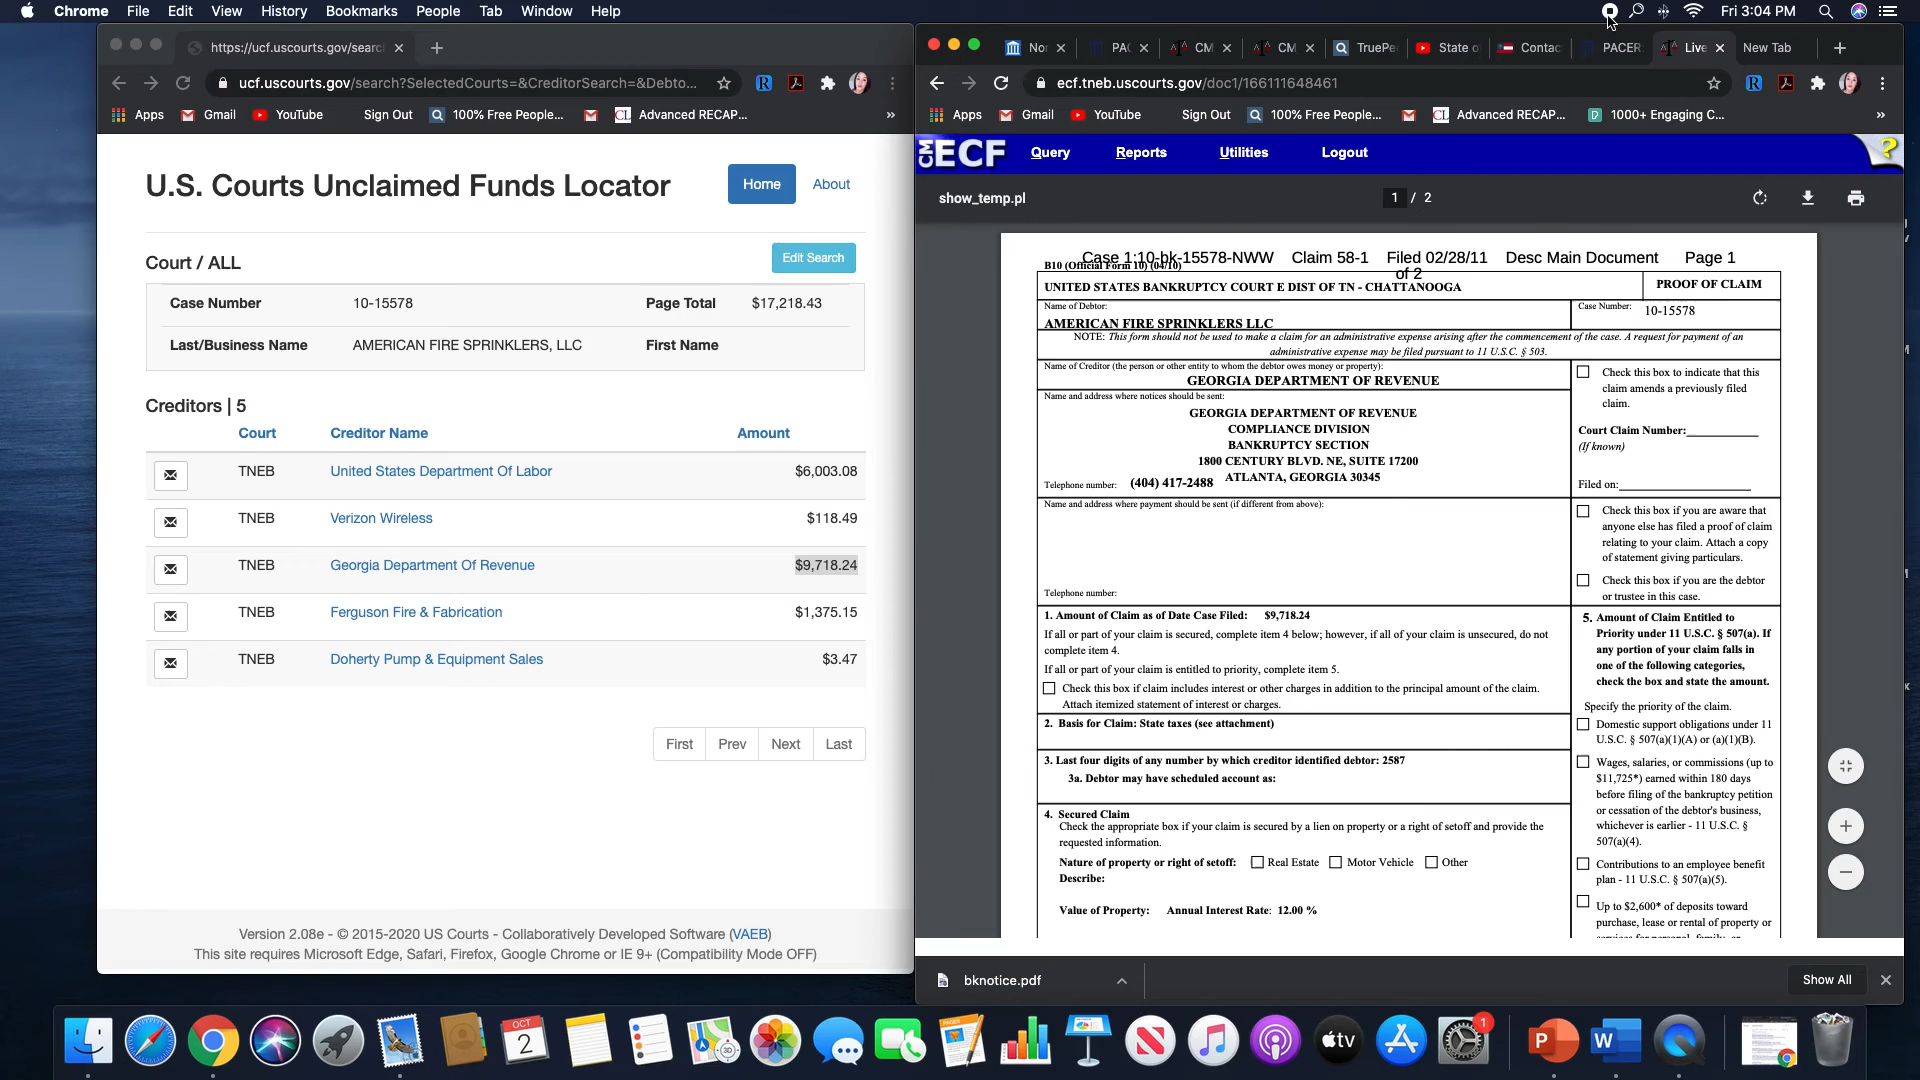 Chrome File Edit View History Bookmarks People Tab Window Help
Fri 3:04 PM
https://ucf.uscourts.gov/searc
ucf.uscourts.gov/search?SelectedCourts=&CreditorSearch=&Debto...
Apps Gmail YouTube Sign Out 100% Free People... CL Advanced RECAP... »
U.S. Courts Unclaimed Funds Locator
Home About
Court / ALL
Edit Search
Case Number 10-15578 Page Total $17,218.43
Last/Business Name AMERICAN FIRE SPRINKLERS, LLC First Name
Creditors | 5
Court Creditor Name Amount
TNEB United States Department Of Labor $6,003.08
TNEB Verizon Wireless $118.49
TNEB Georgia Department Of Revenue $9,718.24
TNEB Ferguson Fire & Fabrication $1,375.15
TNEB Doherty Pump & Equipment Sales $3.47
First Prev Next Last
Version 2.08e - © 2015-2020 US Courts - Collaboratively Developed Software (VAEB)
This site requires Microsoft Edge, Safari, Firefox, Google Chrome or IE 9+ (Compatibility Mode OFF)
Nor PAC CM CM TruePe State o Contac PACER: Live New Tab
ecf.tneb.uscourts.gov/doc1/166111648461
Apps Gmail YouTube Sign Out 100% Free People... CL Advanced RECAP... 1000+ Engaging C... »
CM ECF Query Reports Utilities Logout ?
show_temp.pl 1 / 2
Case 1:10-bk-15578-NWW Claim 58-1 Filed 02/28/11 Desc Main Document Page 1
of 2
B10 (Official Form 10) (04/10)
UNITED STATES BANKRUPTCY COURT E DIST OF TN - CHATTANOOGA
PROOF OF CLAIM
Name of Debtor:
AMERICAN FIRE SPRINKLERS LLC
Case Number: 10-15578
NOTE: This form should not be used to make a claim for an administrative expense arising after the commencement of the case. A request for payment of an
administrative expense may be filed pursuant to 11 U.S.C. § 503.
Name of Creditor (the person or other entity to whom the debtor owes money or property):
GEORGIA DEPARTMENT OF REVENUE
Name and address where notices should be sent:
GEORGIA DEPARTMENT OF REVENUE
COMPLIANCE DIVISION
BANKRUPTCY SECTION
1800 CENTURY BLVD. NE, SUITE 17200
ATLANTA, GEORGIA 30345
Telephone number: (404) 417-2488
Check this box to indicate that this
claim amends a previously filed
claim.
Court Claim Number:
(If known)
Filed on:
Name and address where payment should be sent (if different from above):
Telephone number:
Check this box if you are aware that
anyone else has filed a proof of claim
relating to your claim. Attach a copy
of statement giving particulars.
Check this box if you are the debtor
or trustee in this case.
1. Amount of Claim as of Date Case Filed: $9,718.24
If all or part of your claim is secured, complete item 4 below; however, if all of your claim is unsecured, do not
complete item 4.
If all or part of your claim is entitled to priority, complete item 5.
Check this box if claim includes interest or other charges in addition to the principal amount of the claim.
Attach itemized statement of interest or charges.
2. Basis for Claim: State taxes (see attachment)
3. Last four digits of any number by which creditor identified debtor: 2587
3a. Debtor may have scheduled account as:
4. Secured Claim
Check the appropriate box if your claim is secured by a lien on property or a right of setoff and provide the
requested information.
Nature of property or right of setoff: Real Estate Motor Vehicle Other
Describe:
Value of Property: Annual Interest Rate: 12.00 %
5. Amount of Claim Entitled to
Priority under 11 U.S.C. § 507(a). If
any portion of your claim falls in
one of the following categories,
check the box and state the amount.
Specify the priority of the claim.
Domestic support obligations under 11
U.S.C. § 507(a)(1)(A) or (a)(1)(B).
Wages, salaries, or commissions (up to
$11,725*) earned within 180 days
before filing of the bankruptcy petition
or cessation of the debtor's business,
whichever is earlier - 11 U.S.C. §
507(a)(4).
Contributions to an employee benefit
plan - 11 U.S.C. § 507(a)(5).
Up to $2,600* of deposits toward
purchase, lease or rental of property or
bknotice.pdf
Show All
OCT
2
3D
PAGES
tv
1
P
W